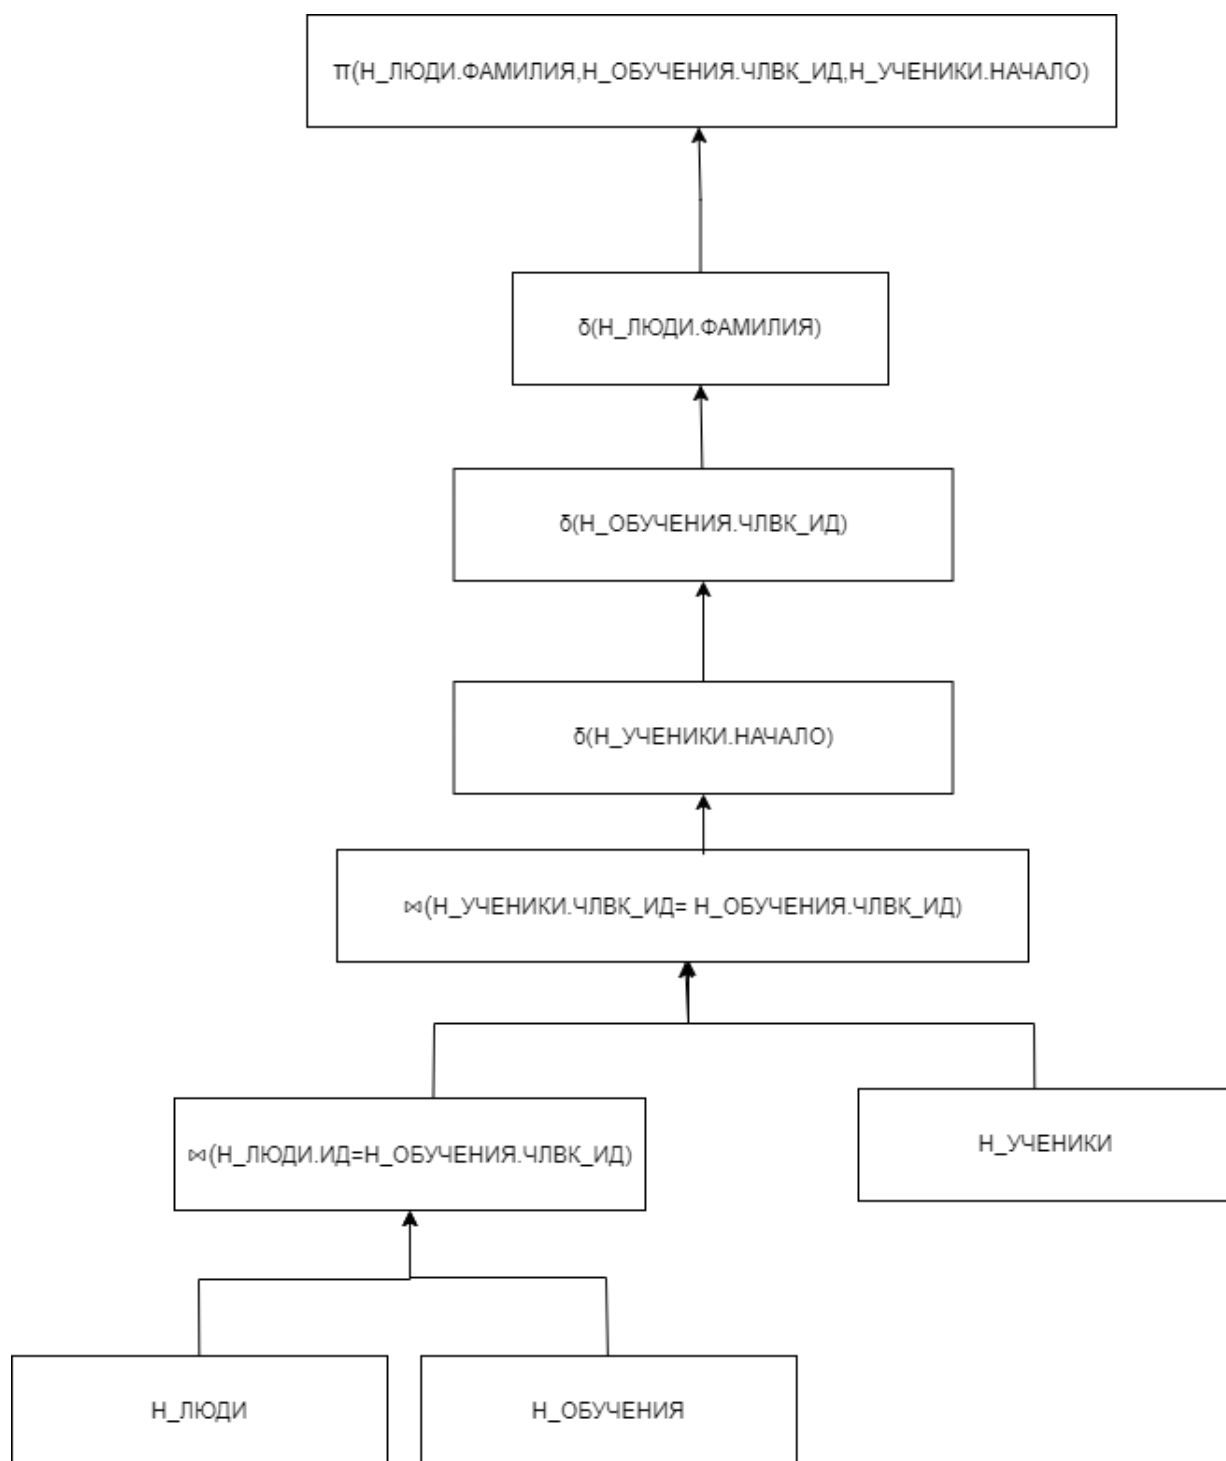 π(Н_ЛЮДИ.ФАМИЛИЯ,Н_ОБУЧЕНИЯ.ЧЛВК_ИД,Н_УЧЕНИКИ.НАЧАЛО)
δ(Н_ЛЮДИ.ФАМИЛИЯ)
δ(Н_ОБУЧЕНИЯ.ЧЛВК_ИД)
δ(Н_УЧЕНИКИ.НАЧАЛО)
⋈(Н_УЧЕНИКИ.ЧЛВК_ИД= Н_ОБУЧЕНИЯ.ЧЛВК_ИД)
⋈(Н_ЛЮДИ.ИД=Н_ОБУЧЕНИЯ.ЧЛВК_ИД)
Н_УЧЕНИКИ
Н_ЛЮДИ
Н_ОБУЧЕНИЯ